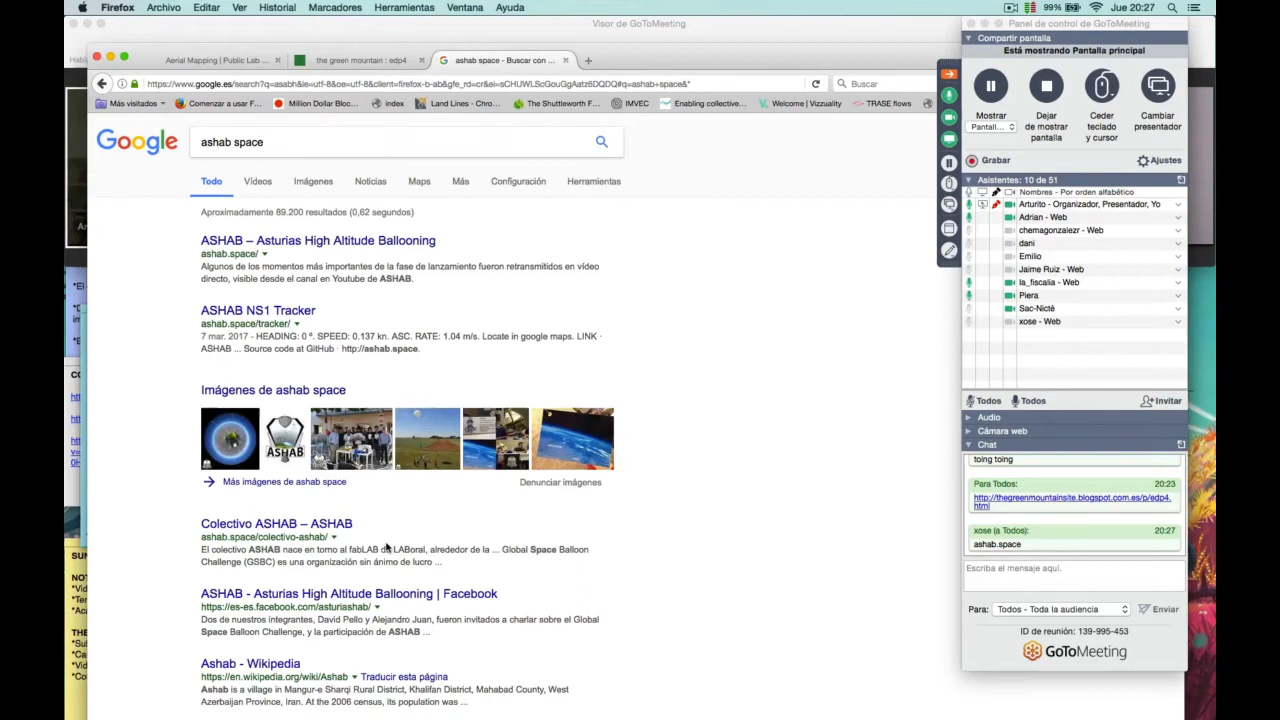 Firefox Archivo Editar Ver Historial Marcadores Herramientas Ventana Ayuda 99% Jue 20:27
Visor de GoToMeeting
Aerial Mapping | Public Lab ... the green mountain : edp4 ashab space - Buscar con ...
https://www.google.es/search?q=asabh&ie=utf-8&oe=utf-8&client=firefox-b-ab&gfe_rd=cr&ei=sCHUWLScGouGgAatz6DQDQ#q=ashab+space&* Buscar
Más visitados Comenzar a usar F... Million Dollar Bloc... index Land Lines - Chro... The Shuttleworth F... IMVEC Enabling collective... Welcome | Vizzuality TRASE flows
Google
ashab space
Todo Vídeos Imágenes Noticias Maps Más Configuración Herramientas
Aproximadamente 89.200 resultados (0,62 segundos)
ASHAB – Asturias High Altitude Ballooning
ashab.space/
Algunos de los momentos más importantes de la fase de lanzamiento fueron retransmitidos en vídeo
directo, visible desde el canal en Youtube de ASHAB.
ASHAB NS1 Tracker
ashab.space/tracker/
7 mar. 2017 - HEADING: 0 º. SPEED: 0.137 kn. ASC. RATE: 1.04 m/s. Locate in google maps. LINK ·
ASHAB ... Source code at GitHub · http://ashab.space.
Imágenes de ashab space
ASHAB
Más imágenes de ashab space Denunciar imágenes
Colectivo ASHAB – ASHAB
ashab.space/colectivo-ashab/
El colectivo ASHAB nace en torno al fabLAB de LABoral, alrededor de la ... Global Space Balloon
Challenge (GSBC) es una organización sin ánimo de lucro ...
ASHAB - Asturias High Altitude Ballooning | Facebook
https://es-es.facebook.com/asturiashab/
Dos de nuestros integrantes, David Pello y Alejandro Juan, fueron invitados a charlar sobre el Global
Space Balloon Challenge, y la participación de ASHAB ...
Ashab - Wikipedia
https://en.wikipedia.org/wiki/Ashab Traducir esta página
Ashab is a village in Mangur-e Sharqi Rural District, Khalifan District, Mahabad County, West
Azerbaijan Province, Iran. At the 2006 census, its population was ...
Panel de control de GoToMeeting
Compartir pantalla
Está mostrando Pantalla principal
Mostrar
Pantall...
Dejar
de mostrar
pantalla
Ceder
teclado
y cursor
Cambiar
presentador
Grabar Ajustes
Asistentes: 10 de 51
Nombres - Por orden alfabético
Arturito - Organizador, Presentador, Yo
Adrian - Web
chemagonzalezr - Web
dani
Emilio
Jaime Ruiz - Web
la_fiscalia - Web
Piera
Sac-Nicté
xose - Web
Todos Todos Invitar
Audio
Cámara web
Chat
toing toing
Para Todos: 20:23
http://thegreenmountainsite.blogspot.com.es/p/edp4.
html
xose (a Todos): 20:27
ashab.space
Escriba el mensaje aquí.
Para: Todos - Toda la audiencia Enviar
ID de reunión: 139-995-453
GoToMeeting